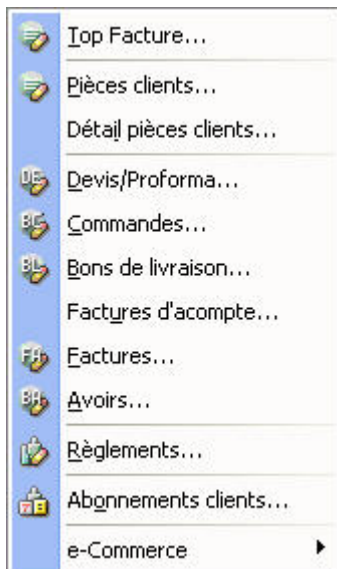 Top Facture...
Pièces clients...
Détail pièces clients...
Devis/Proforma...
Commandes...
Bons de livraison...
Factures d'acompte...
Factures...
Avoirs...
Règlements...
Abonnements clients...
e-Commerce